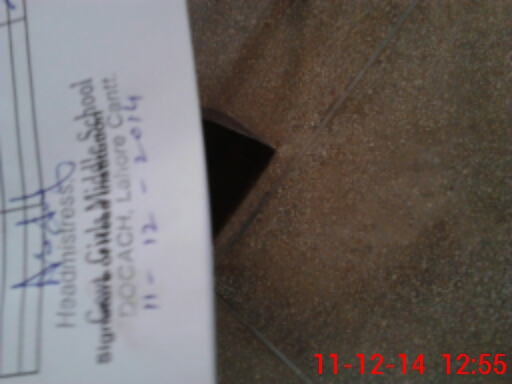 Headmistress
Govt. Girls Middle School
DOCACH, Lahore Cantt.
11-12-2014
11-12-14 12:55